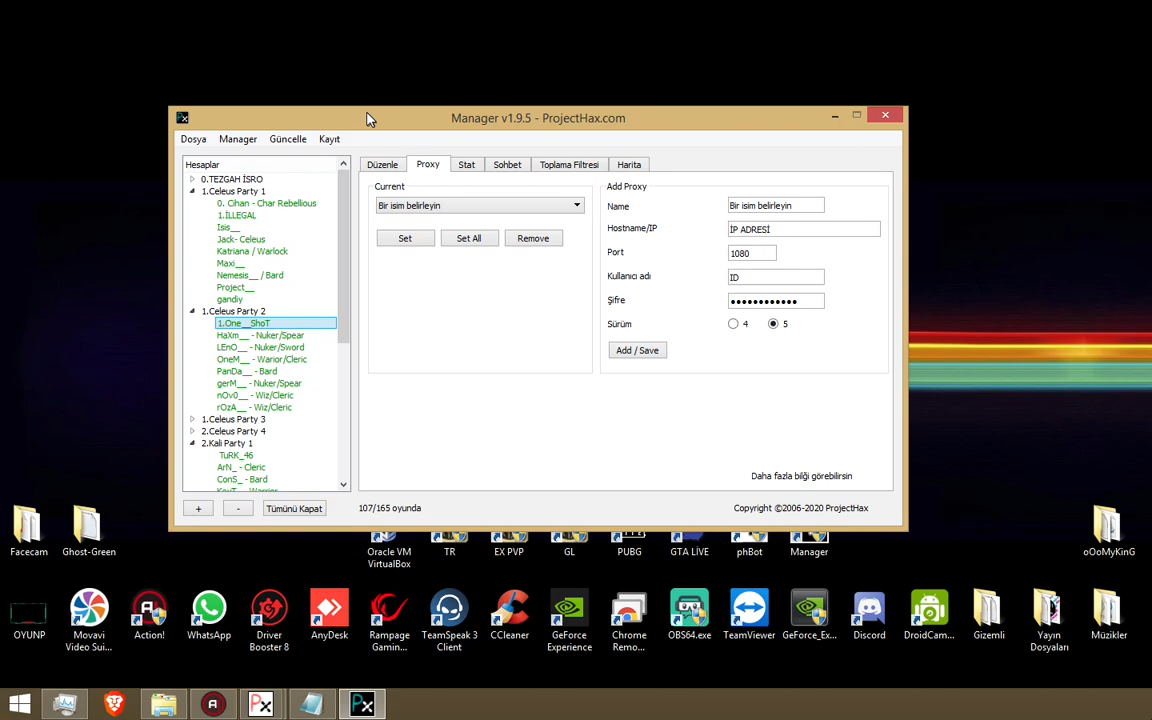 Manager v1.9.5 - ProjectHax.com
Dosya Manager Güncelle Kayıt
Hesaplar
0.TEZGAH İSRO
1.Celeus Party 1
0. Cihan - Char Rebellious
1.İLLEGAL
Isis__
Jack- Celeus
Katriana / Warlock
Maxi__
Nemesis__ / Bard
Project__
gandiy
1.Celeus Party 2
1.One__ShoT
HaXm__ - Nuker/Spear
LEnO__ - Nuker/Sword
OneM__ - Warior/Cleric
PanDa__ - Bard
gerM__ - Nuker/Spear
nOv0__ - Wiz/Cleric
rOzA__ - Wiz/Cleric
1.Celeus Party 3
2.Celeus Party 4
2.Kali Party 1
TuRK_46
ArN_ - Cleric
ConS_ - Bard
+ - Tümünü Kapat
Düzenle Proxy Stat Sohbet Toplama Filtresi Harita
Current
Bir isim belirleyin
Set Set All Remove
Add Proxy
Name Bir isim belirleyin
Hostname/IP İP ADRESİ
Port 1080
Kullanıcı adı ID
Şifre ●●●●●●●●●●●●
Sürüm 4 5
Add / Save
Daha fazla bilği görebilirsin
107/165 oyunda
Copyright ©2006-2020 ProjectHax
Facecam
Ghost-Green
Oracle VM VirtualBox
TR
EX PVP
GL
PUBG
GTA LİVE
phBot
Manager
oOoMyKinG
OYUNP
Movavi Video Sui...
Action!
WhatsApp
Driver Booster 8
AnyDesk
Rampage Gamin...
TeamSpeak 3 Client
CCleaner
GeForce Experience
Chrome Remo...
OBS64.exe
TeamViewer
GeForce_Ex...
Discord
DroidCam...
Gizemli
Yayın Dosyaları
Müzikler